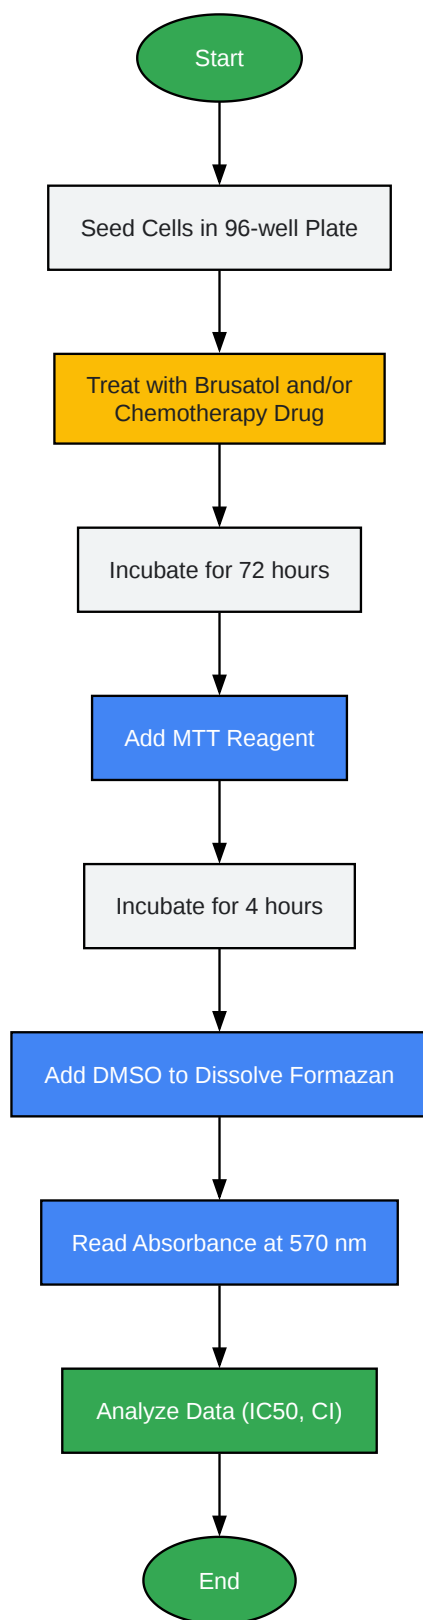 Start
Seed Cells in 96-well Plate
Treat with Brusatol and/or
Chemotherapy Drug
Incubate for 72 hours
Add MTT Reagent
Incubate for 4 hours
Add DMSO to Dissolve Formazan
Read Absorbance at 570 nm
Analyze Data (IC50, CI)
End